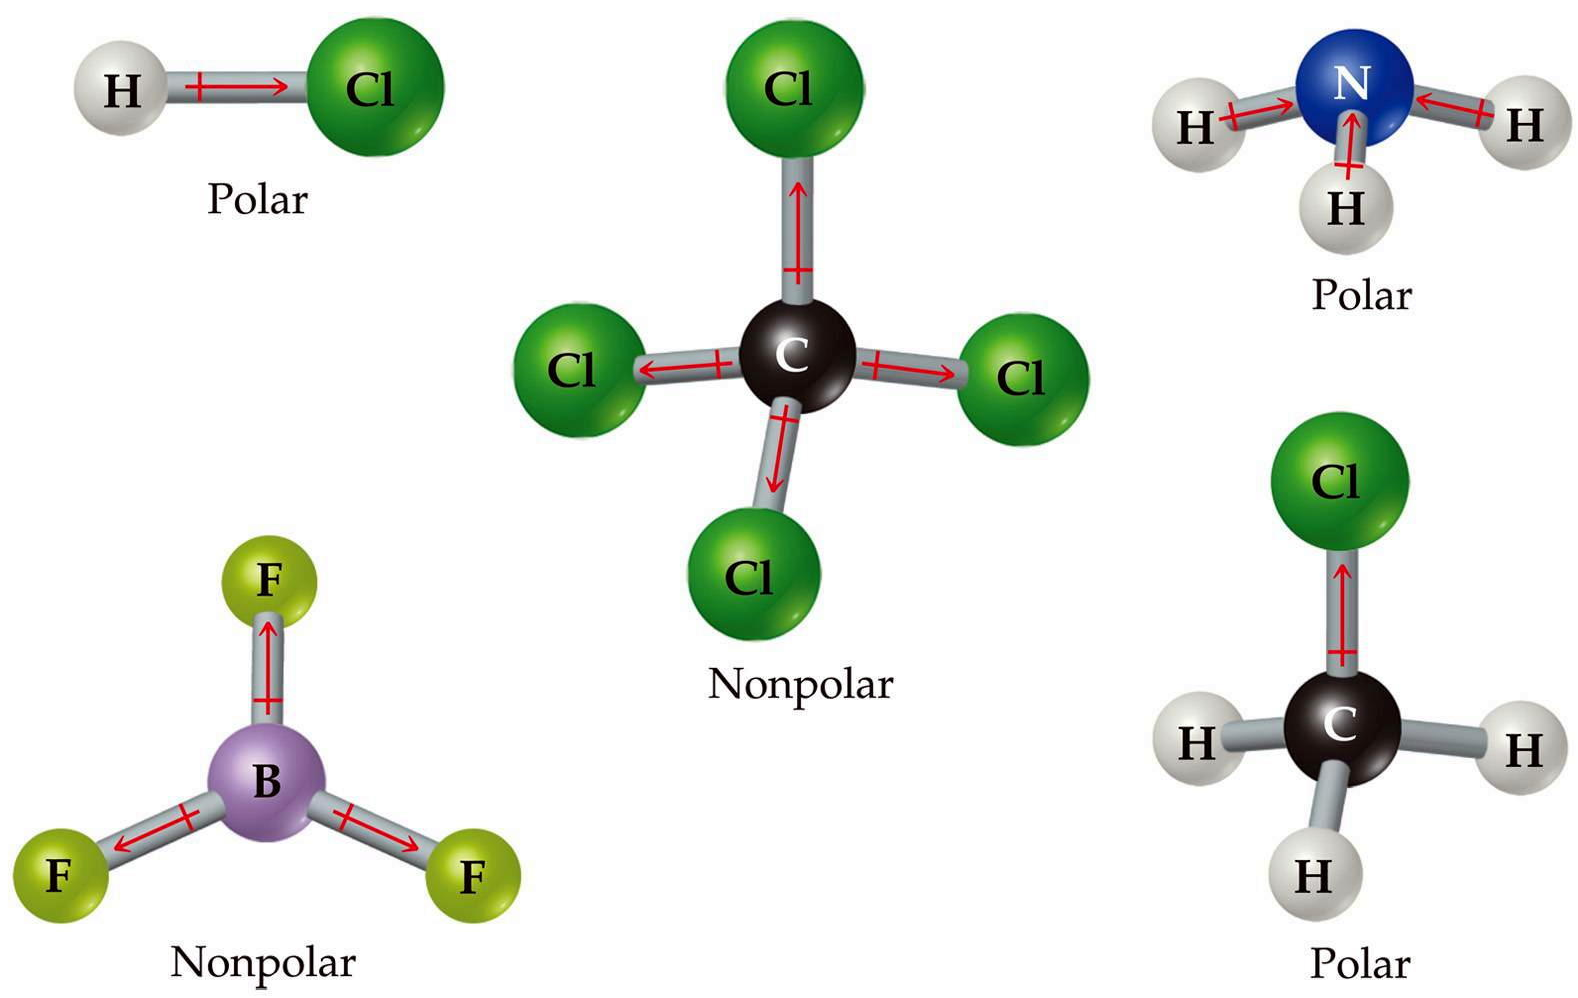 H Cl
Polar
Cl
Cl C Cl
Cl
Nonpolar
N
H H
H
Polar
F
B
F F
Nonpolar
Cl
C
H H
H
Polar